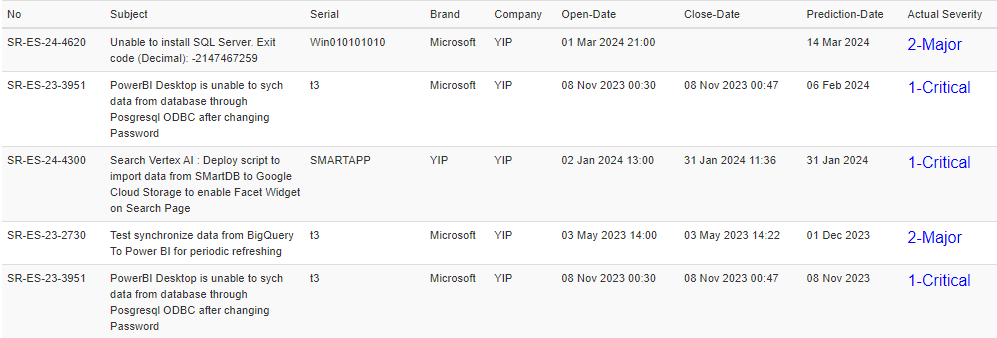 No Subject Serial Brand Company Open-Date Close-Date Prediction-Date Actual Severity
SR-ES-24-4620 Unable to install SQL Server. Exit Win010101010 Microsoft YIP 01 Mar 2024 21:00 14 Mar 2024 2-Major
code (Decimal): -2147467259
SR-ES-23-3951 PowerBI Desktop is unable to sych t3 Microsoft YIP 08 Nov 2023 00:30 08 Nov 2023 00:47 06 Feb 2024 1-Critical
data from database through
Posgresql ODBC after changing
Password
SR-ES-24-4300 Search Vertex AI : Deploy script to SMARTAPP YIP YIP 02 Jan 2024 13:00 31 Jan 2024 11:36 31 Jan 2024 1-Critical
import data from SMartDB to Google
Cloud Storage to enable Facet Widget
on Search Page
SR-ES-23-2730 Test synchronize data from BigQuery t3 Microsoft YIP 03 May 2023 14:00 03 May 2023 14:22 01 Dec 2023 2-Major
To Power BI for periodic refreshing
SR-ES-23-3951 PowerBI Desktop is unable to sych t3 Microsoft YIP 08 Nov 2023 00:30 08 Nov 2023 00:47 08 Nov 2023 1-Critical
data from database through
Posgresql ODBC after changing
Password